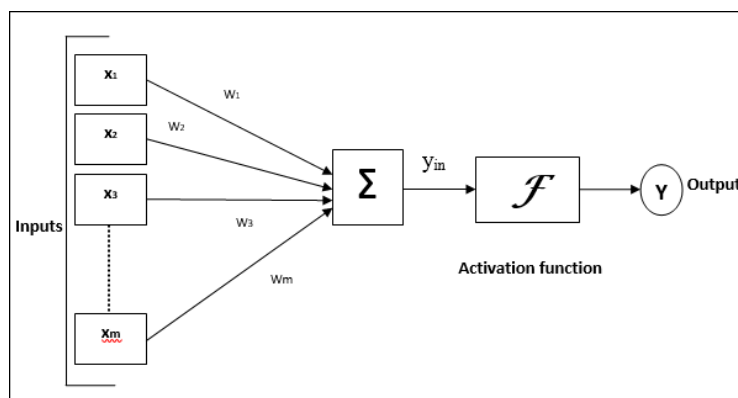 x₁
W₁
x₂
W₂
x₃
W₃
Inputs
Σ
yᵢₙ
ℱ
Y
Output
Activation function
Wm
xm